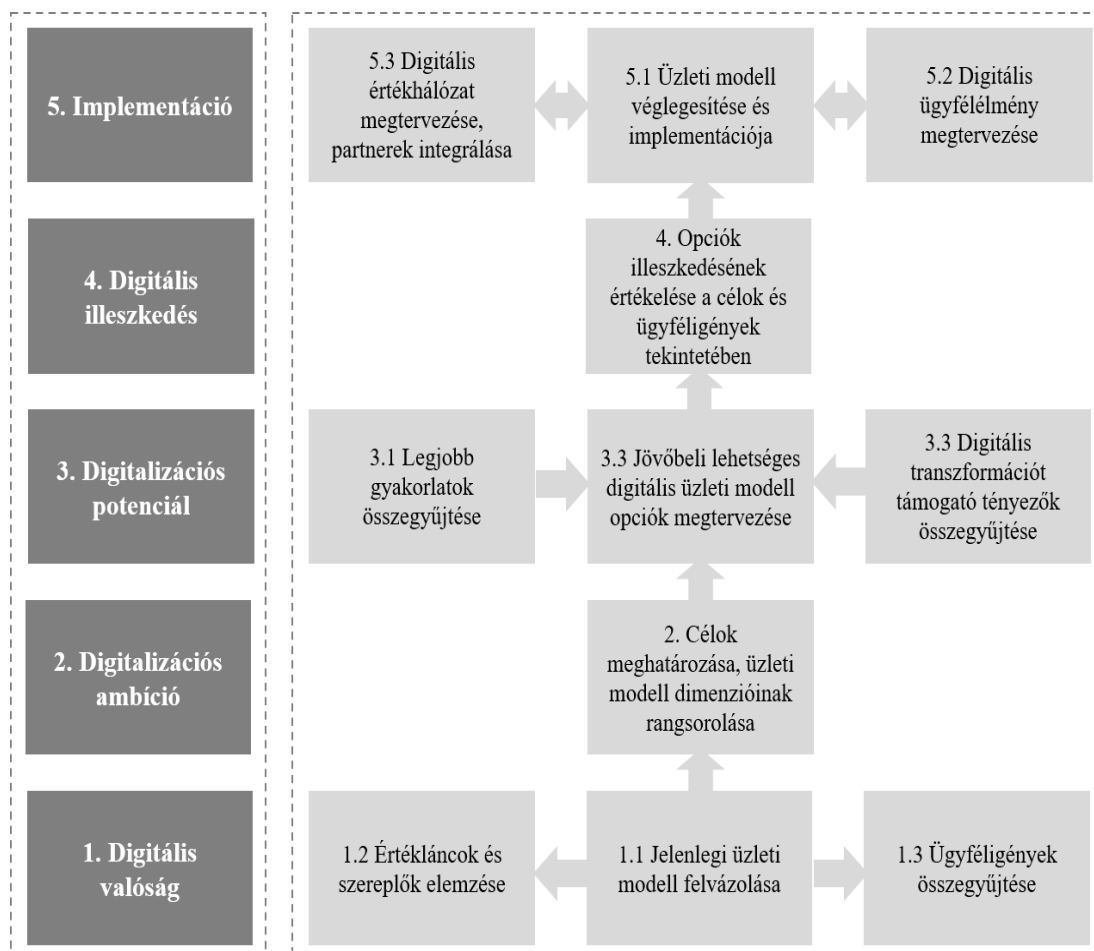 5. Implementáció
5.3 Digitális
értékhálózat
megtervezése,
partnerek integrálása
5.1 Üzleti modell
véglegesítése és
implementációja
5.2 Digitális
ügyfélélmény
megtervezése
4. Digitális
illeszkedés
4. Opciók
illeszkedésének
értékelése a célok és
ügyféligények
tekintetében
3. Digitalizációs
potenciál
3.1 Legjobb
gyakorlatok
összegyűjtése
3.3 Jövőbeli lehetséges
digitális üzleti modell
opciók megtervezése
3.3 Digitális
transzformációt
támogató tényezők
összegyűjtése
2. Digitalizációs
ambíció
2. Célok
meghatározása, üzleti
modell dimenzióinak
rangsorolása
1. Digitális
valóság
1.2 Értékláncok és
szereplők elemzése
1.1 Jelenlegi üzleti
modell felvázolása
1.3 Ügyféligények
összegyűjtése